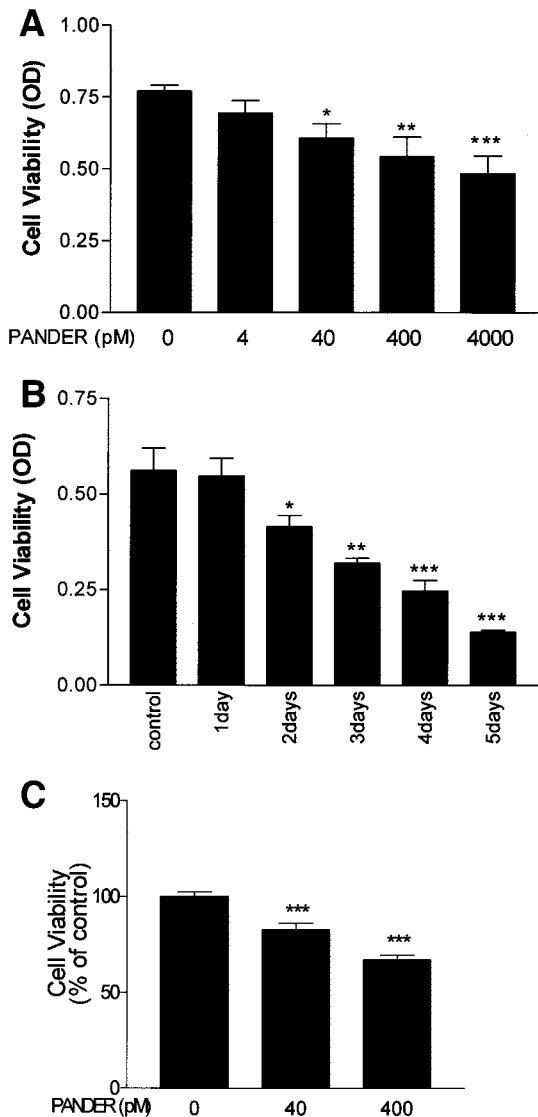 A
Cell Viability (OD)
1.00
0.75
0.50
0.25
0.00
*
**
***
PANDER (pM) 0 4 40 400 4000
B
Cell Viability (OD)
0.75
0.50
0.25
0.00
*
**
***
***
control 1day 2days 3days 4days 5days
C
Cell Viability
(% of control)
150
100
50
0
***
***
PANDER (pM) 0 40 400